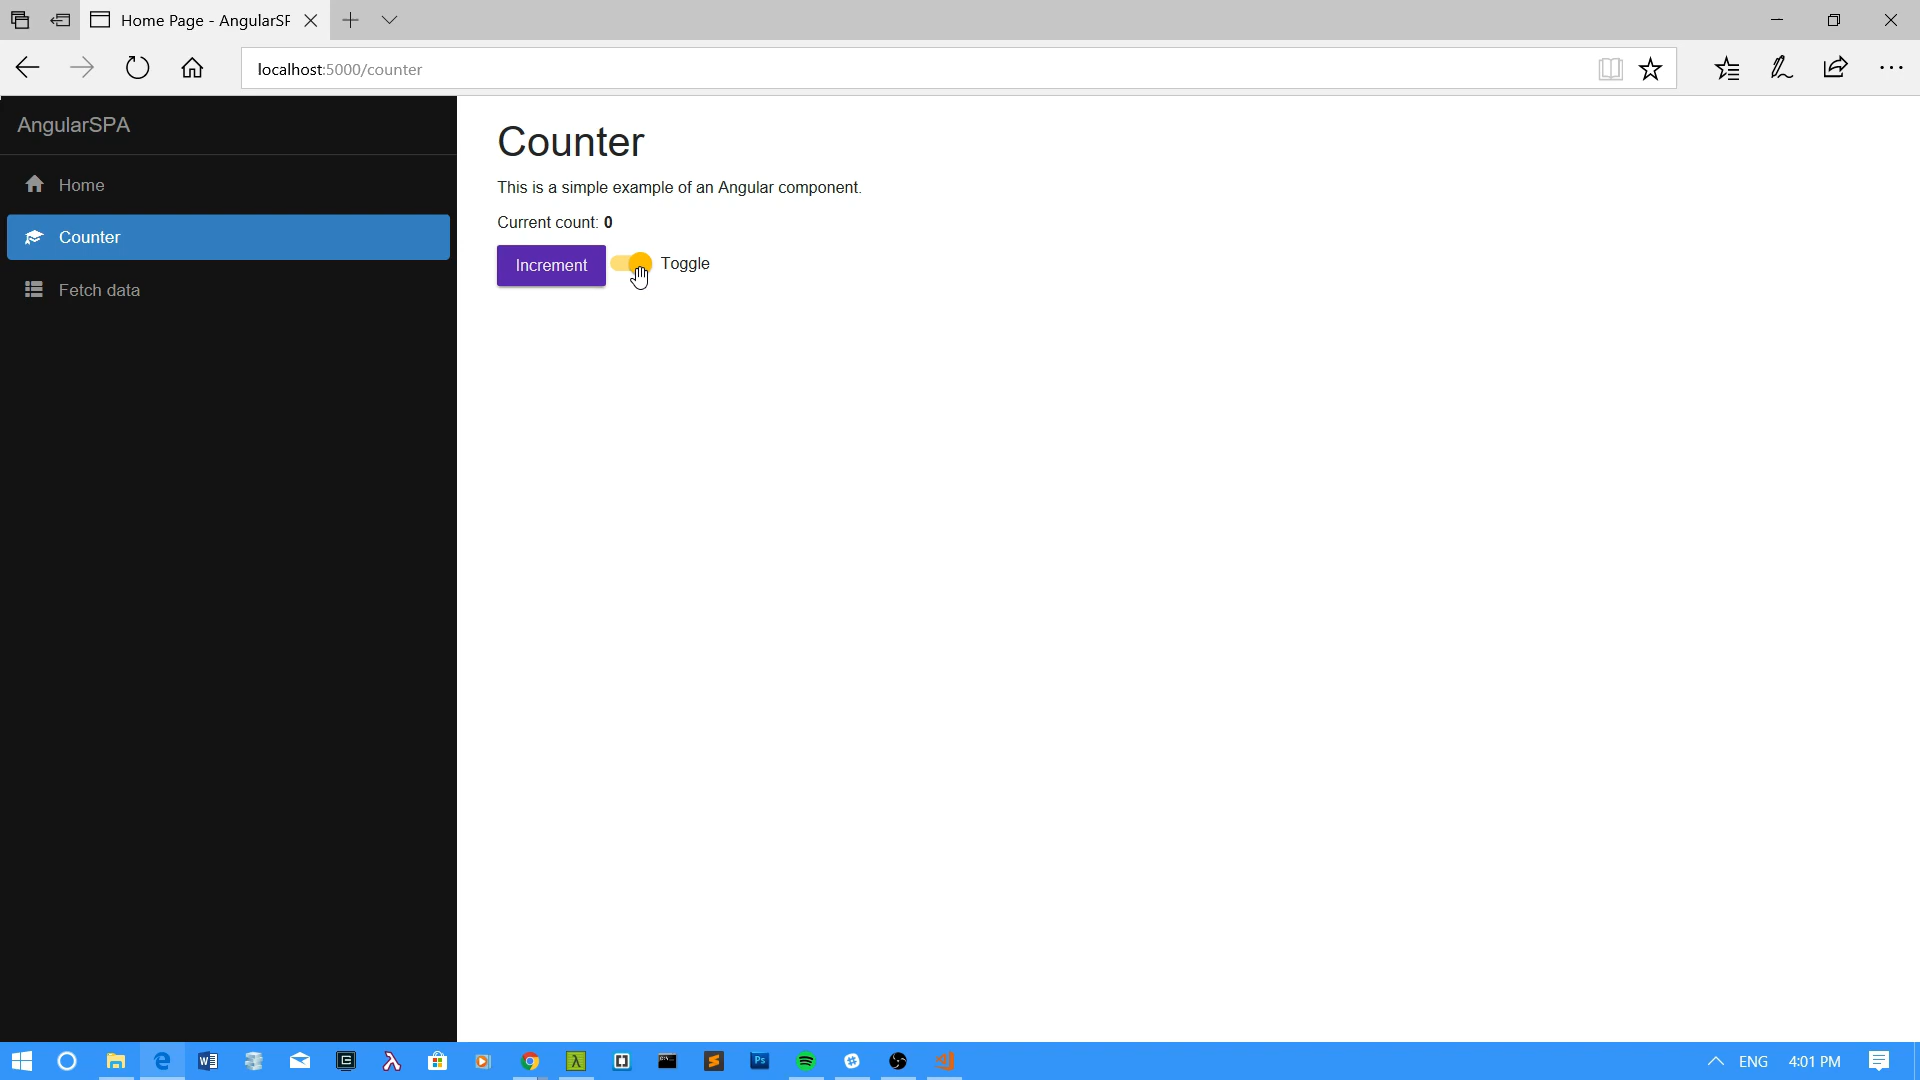 Home Page - AngularSP
localhost:5000/counter
AngularSPA
Home
Counter
Fetch data
Counter
This is a simple example of an Angular component.
Current count: 0
Increment
Toggle
ENG
4:01 PM